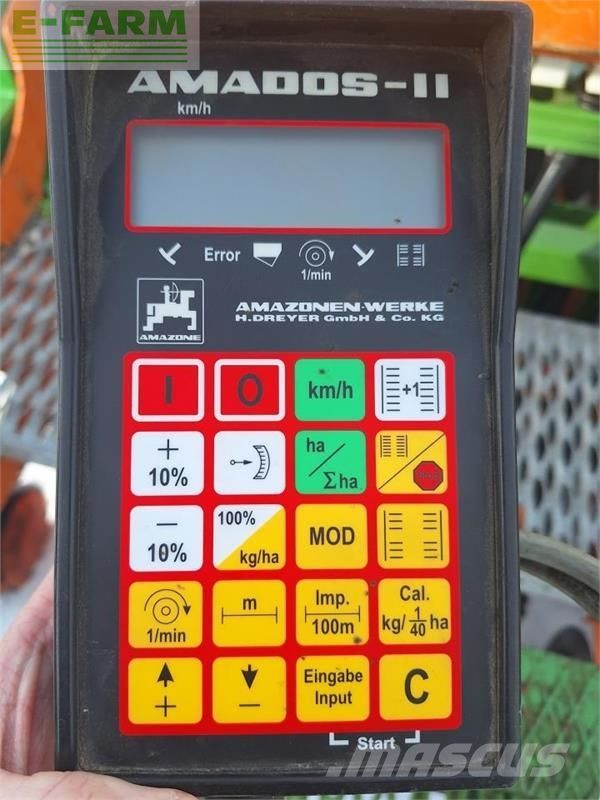 E-FARM
AMADOS-II
km/h
Error
1/min
AMAZONE
AMAZONEN-WERKE
H.DREYER GmbH & Co. KG
I O km/h +1
+
10%
ha
/
Σha
STOP
−
10%
100%
kg/ha
MOD
1/min
m
Imp.
100m
Cal.
kg/ 1/40 ha
+
−
Eingabe
Input
C
Start
MASCUS